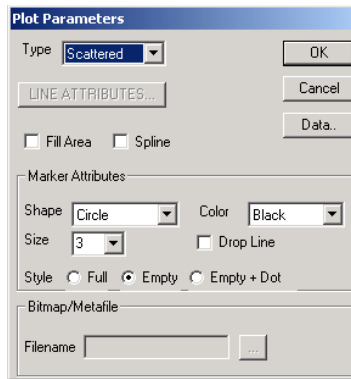 Plot Parameters
Type Scattered OK
LINE ATTRIBUTES... Cancel
Data..
Fill Area Spline
Marker Attributes
Shape Circle Color Black
Size 3 Drop Line
Style Full Empty Empty + Dot
Bitmap/Metafile
Filename ...